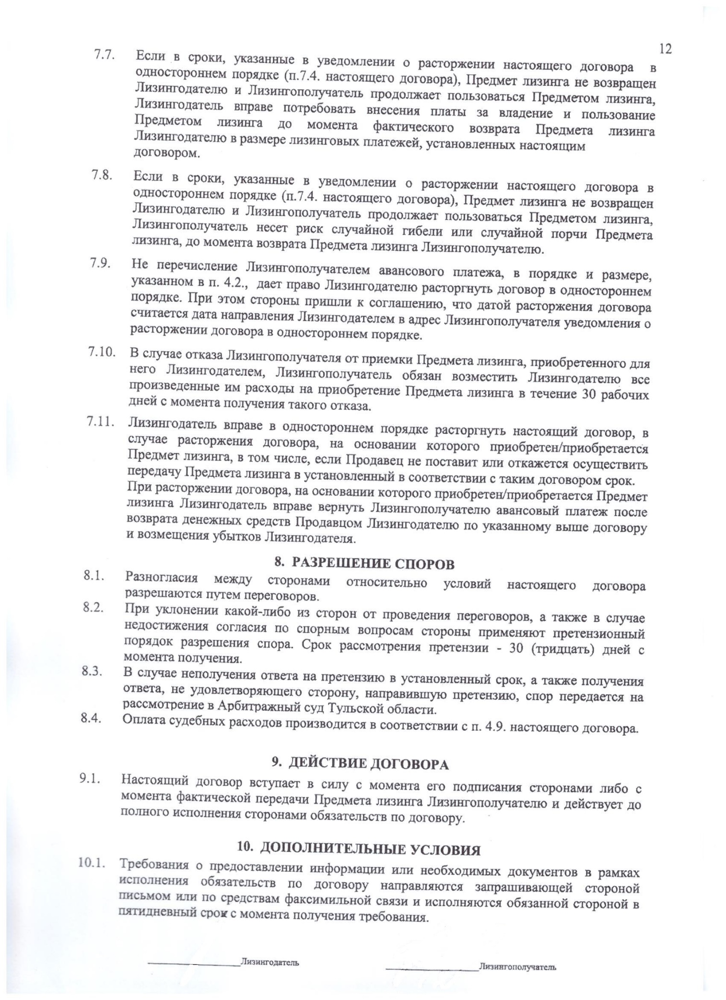 12
7.7. Если в сроки, указанные в уведомлении о расторжении настоящего договора в
одностороннем порядке (п.7.4. настоящего договора), Предмет лизинга не возвращен
Лизингодателю и Лизингополучатель продолжает пользоваться Предметом лизинга,
Лизингодатель вправе потребовать внесения платы за владение и пользование
Предметом лизинга до момента фактического возврата Предмета лизинга
Лизингодателю в размере лизинговых платежей, установленных настоящим
договором.
7.8. Если в сроки, указанные в уведомлении о расторжении настоящего договора в
одностороннем порядке (п.7.4. настоящего договора), Предмет лизинга не возвращен
Лизингодателю и Лизингополучатель продолжает пользоваться Предметом лизинга,
Лизингополучатель несет риск случайной гибели или случайной порчи Предмета
лизинга, до момента возврата Предмета лизинга Лизингополучателю.
7.9. Не перечисление Лизингополучателем авансового платежа, в порядке и размере,
указанном в п. 4.2., дает право Лизингодателю расторгнуть договор в одностороннем
порядке. При этом стороны пришли к соглашению, что датой расторжения договора
считается дата направления Лизингодателем в адрес Лизингополучателя уведомления о
расторжении договора в одностороннем порядке.
7.10. В случае отказа Лизингополучателя от приемки Предмета лизинга, приобретенного для
него Лизингодателем, Лизингополучатель обязан возместить Лизингодателю все
произведенные им расходы на приобретение Предмета лизинга в течение 30 рабочих
дней с момента получения такого отказа.
7.11. Лизингодатель вправе в одностороннем порядке расторгнуть настоящий договор, в
случае расторжения договора, на основании которого приобретен/приобретается
Предмет лизинга, в том числе, если Продавец не поставит или откажется осуществить
передачу Предмета лизинга в установленный в соответствии с таким договором срок.
При расторжении договора, на основании которого приобретен/приобретается Предмет
лизинга Лизингодатель вправе вернуть Лизингополучателю авансовый платеж после
возврата денежных средств Продавцом Лизингодателю по указанному выше договору
и возмещения убытков Лизингодателя.
8. РАЗРЕШЕНИЕ СПОРОВ
8.1. Разногласия между сторонами относительно условий настоящего договора
разрешаются путем переговоров.
8.2. При уклонении какой-либо из сторон от проведения переговоров, а также в случае
недостижения согласия по спорным вопросам стороны применяют претензионный
порядок разрешения спора. Срок рассмотрения претензии - 30 (тридцать) дней с
момента получения.
8.3. В случае неполучения ответа на претензию в установленный срок, а также получения
ответа, не удовлетворяющего сторону, направившую претензию, спор передается на
рассмотрение в Арбитражный суд Тульской области.
8.4. Оплата судебных расходов производится в соответствии с п. 4.9. настоящего договора.
9. ДЕЙСТВИЕ ДОГОВОРА
9.1. Настоящий договор вступает в силу с момента его подписания сторонами либо с
момента фактической передачи Предмета лизинга Лизингополучателю и действует до
полного исполнения сторонами обязательств по договору.
10. ДОПОЛНИТЕЛЬНЫЕ УСЛОВИЯ
10.1. Требования о предоставлении информации или необходимых документов в рамках
исполнения обязательств по договору направляются запрашивающей стороной
письмом или по средствам факсимильной связи и исполняются обязанной стороной в
пятидневный срок с момента получения требования.
______________Лизингодатель ______________Лизингополучатель